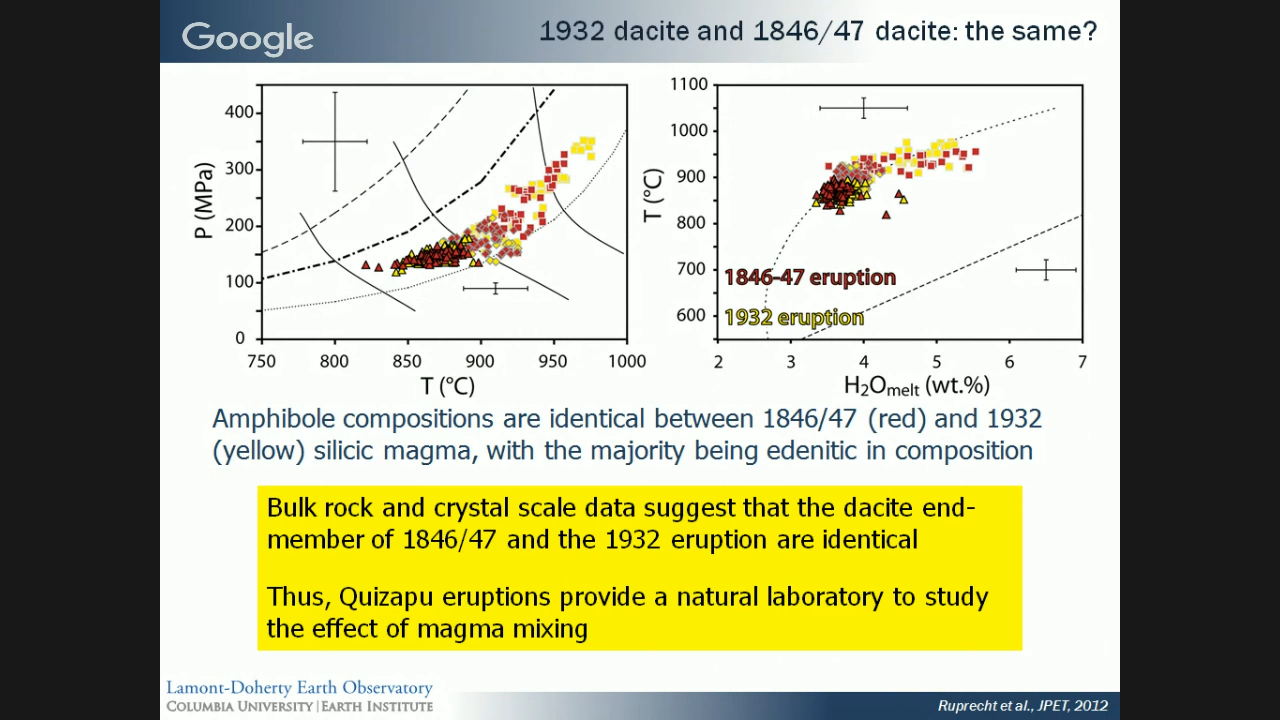 Google
1932 dacite and 1846/47 dacite: the same?
P (MPa)
400
300
200
100
0
750 800 850 900 950 1000
T (°C)
T (°C)
1100
1000
900
800
700
600
1846-47 eruption
1932 eruption
2 3 4 5 6 7
H₂Omelt (wt.%)
Amphibole compositions are identical between 1846/47 (red) and 1932
(yellow) silicic magma, with the majority being edenitic in composition
Bulk rock and crystal scale data suggest that the dacite end-
member of 1846/47 and the 1932 eruption are identical
Thus, Quizapu eruptions provide a natural laboratory to study
the effect of magma mixing
Lamont-Doherty Earth Observatory
COLUMBIA UNIVERSITY | EARTH INSTITUTE
Ruprecht et al., JPET, 2012